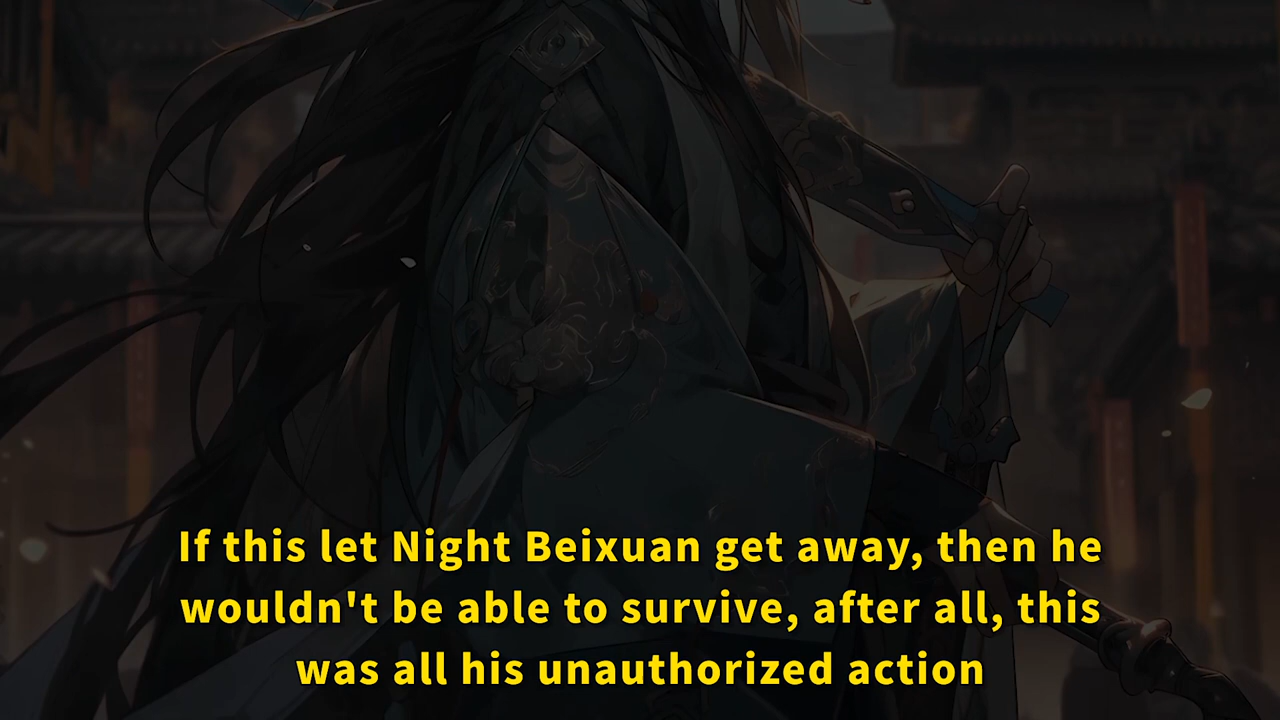 If this let Night Beixuan get away, then he
wouldn't be able to survive, after all, this
was all his unauthorized action